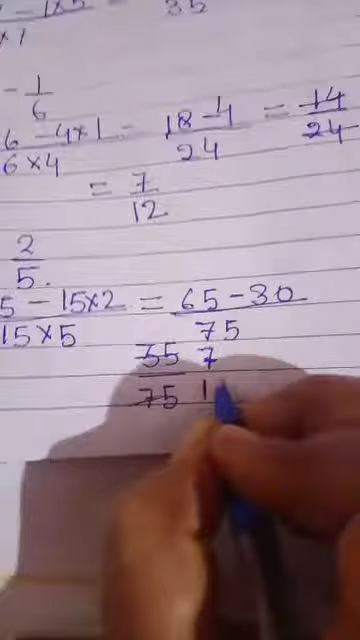 35
- 1/6
6 - 4×1 / 6×4 = 18-4 / 24 = 14/24
= 7/12
2/5.
5 - 15×2 / 15×5 = 65-30 / 75
35/75 7/1